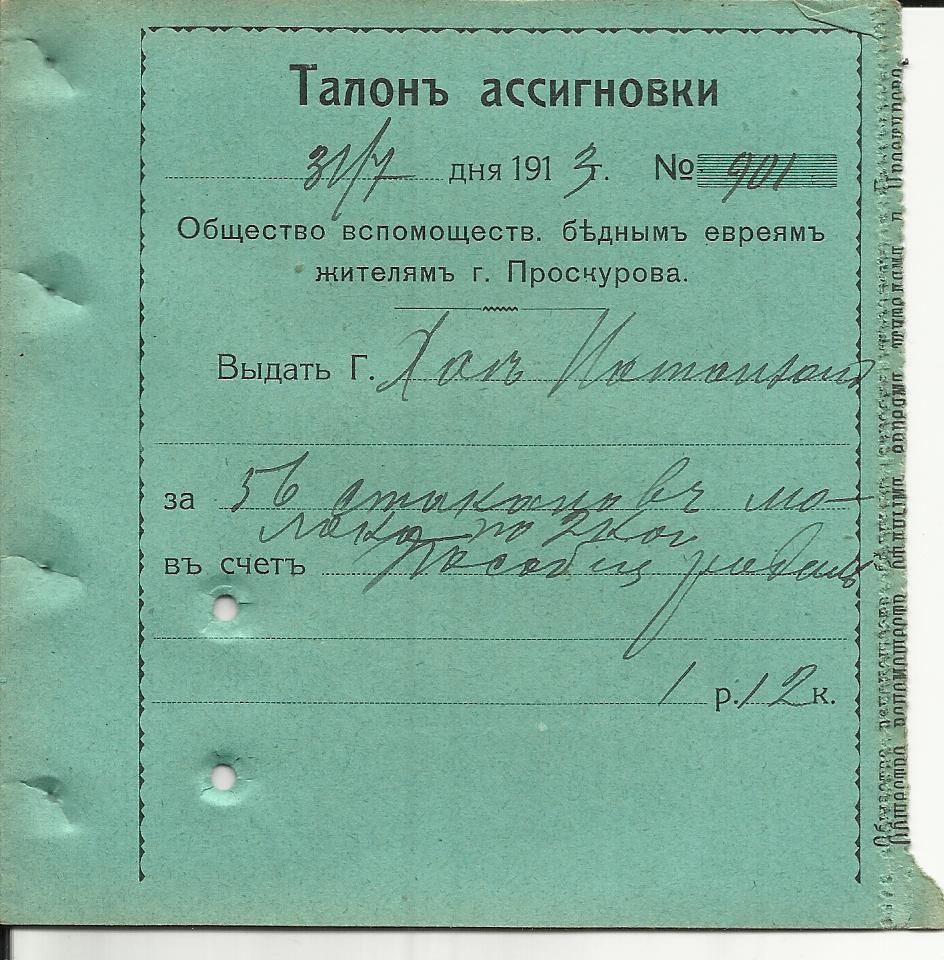 Талонъ ассигновки
31/7 дня 1913 г. № 901
Общество вспомоществ. бѣднымъ евреямъ
жителямъ г. Проскурова.
Выдать Г.
за 56 стакановъ мо-
лока по 2 коп
въ счетъ Пособія
1 р. 12 к.